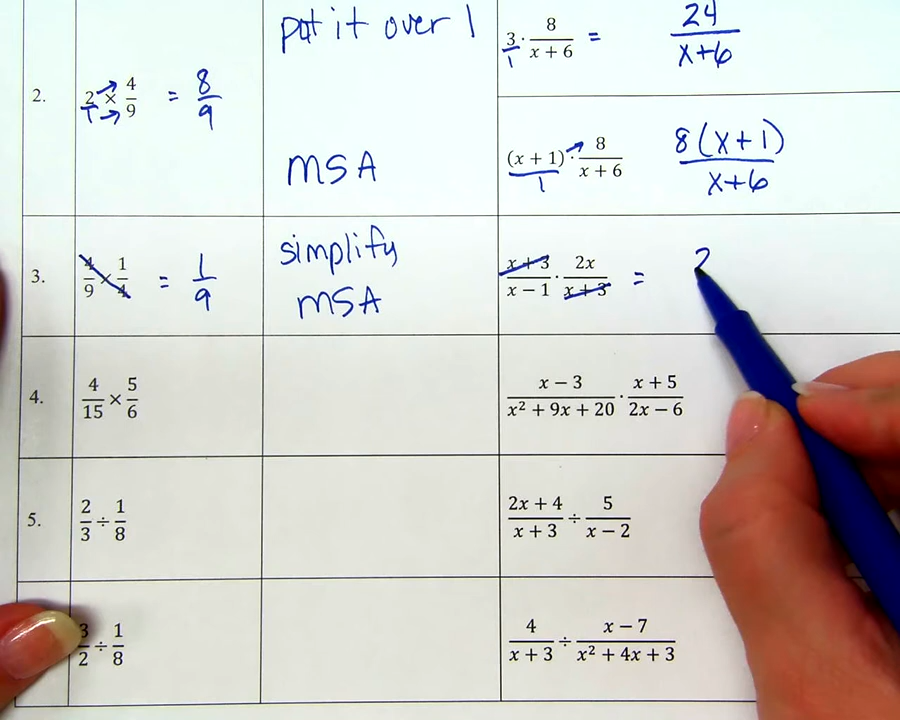 put it over 1
3/1 · 8/(x + 6) = 24/(x+6)
2. 2/1 × 4/9 = 8/9
MSA
(x + 1)/1 · 8/(x + 6) 8(x+1)/(x+6)
3. 4/9 × 1/4 = 1/9
simplify
MSA
(x + 3)/(x − 1) · 2x/(x + 3) = 2
4. 4/15 × 5/6
(x − 3)/(x² + 9x + 20) · (x + 5)/(2x − 6)
5. 2/3 ÷ 1/8
(2x + 4)/(x + 3) ÷ 5/(x − 2)
3/2 ÷ 1/8
4/(x + 3) ÷ (x − 7)/(x² + 4x + 3)